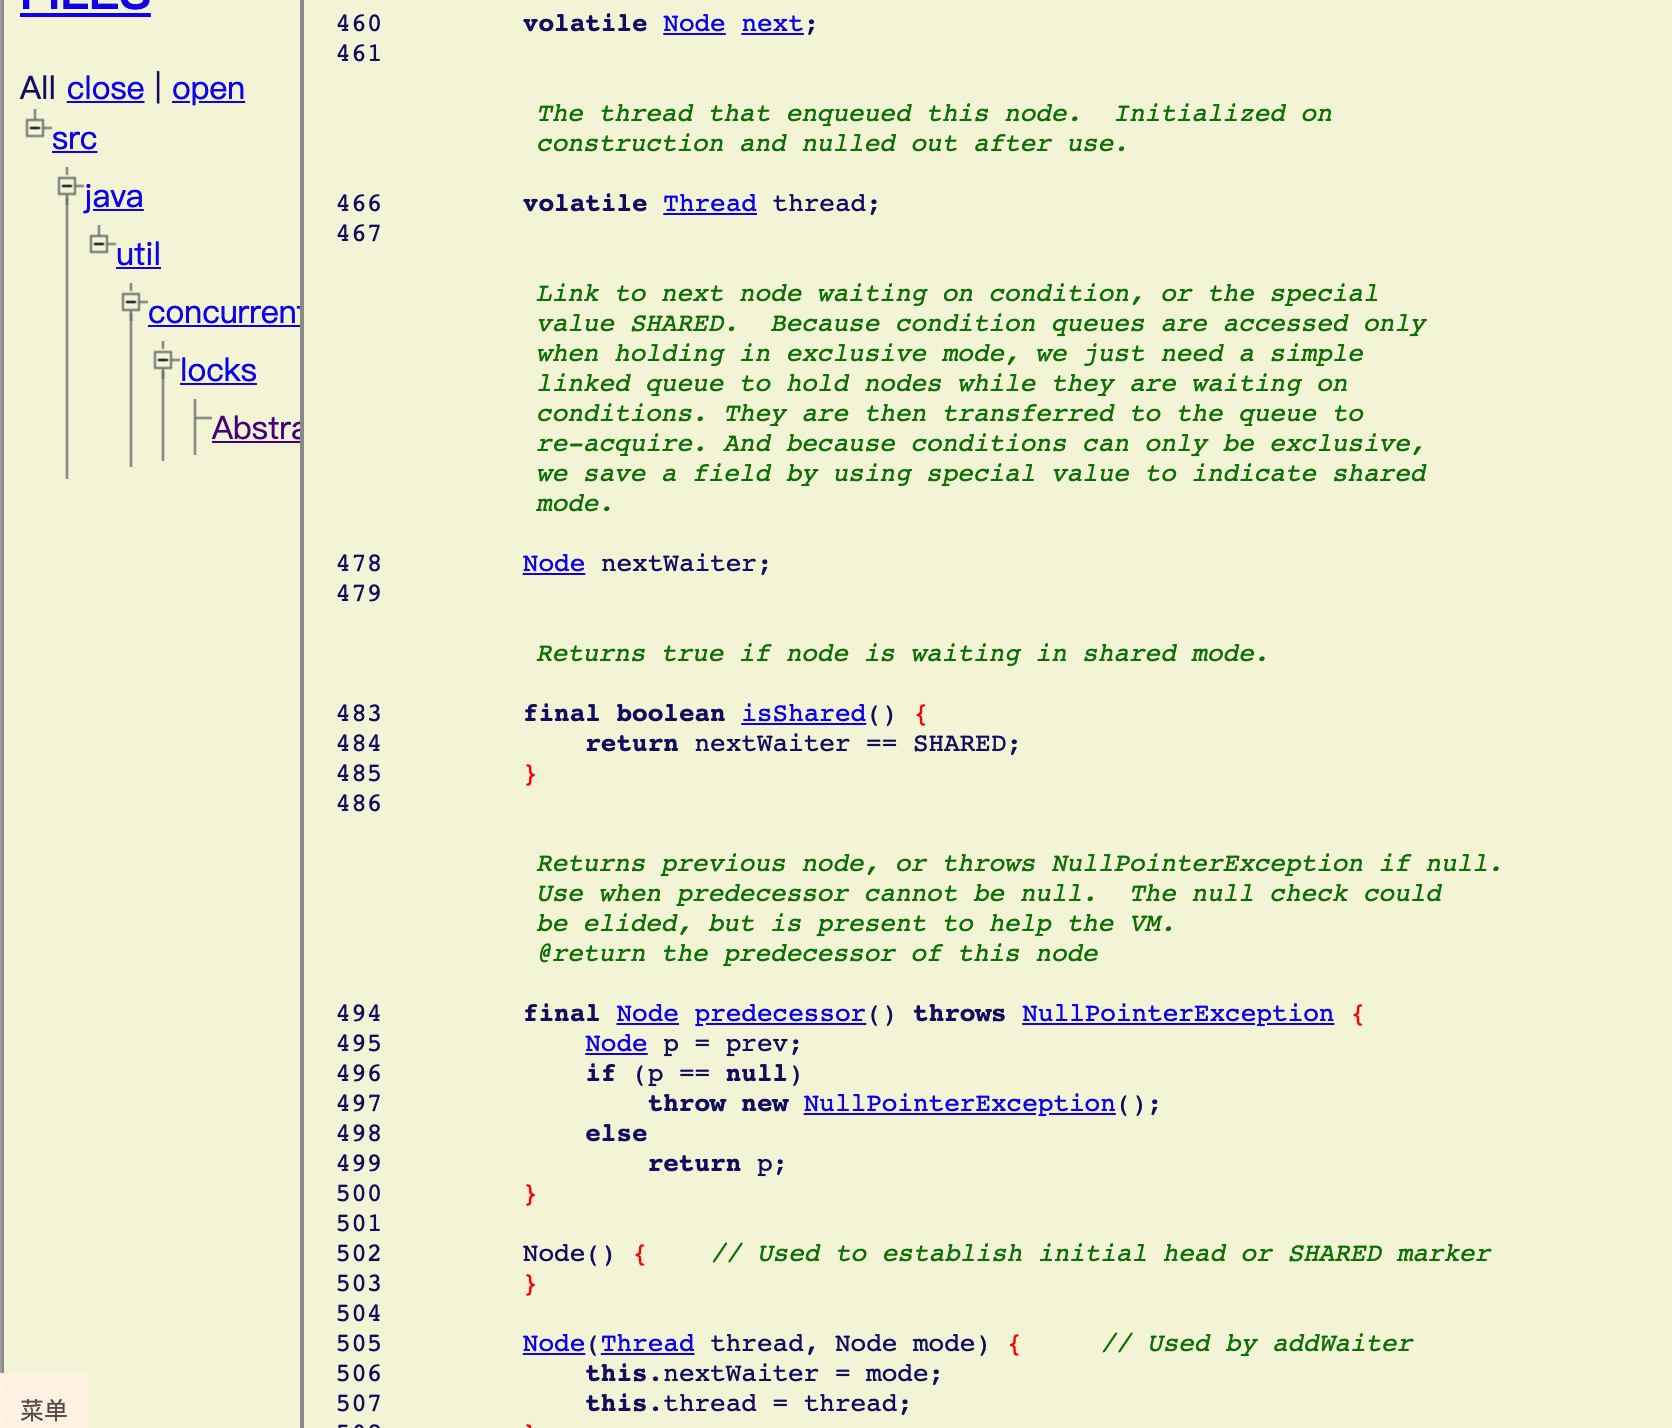 FILES
All close | open
src
java
util
concurrent
locks
Abstra
菜单
460 volatile Node next;
461
The thread that enqueued this node.  Initialized on
construction and nulled out after use.
466 volatile Thread thread;
467
Link to next node waiting on condition, or the special
value SHARED.  Because condition queues are accessed only
when holding in exclusive mode, we just need a simple
linked queue to hold nodes while they are waiting on
conditions. They are then transferred to the queue to
re-acquire. And because conditions can only be exclusive,
we save a field by using special value to indicate shared
mode.
478 Node nextWaiter;
479
Returns true if node is waiting in shared mode.
483 final boolean isShared() {
484 return nextWaiter == SHARED;
485 }
486
Returns previous node, or throws NullPointerException if null.
Use when predecessor cannot be null.  The null check could
be elided, but is present to help the VM.
@return the predecessor of this node
494 final Node predecessor() throws NullPointerException {
495 Node p = prev;
496 if (p == null)
497 throw new NullPointerException();
498 else
499 return p;
500 }
501
502 Node() {    // Used to establish initial head or SHARED marker
503 }
504
505 Node(Thread thread, Node mode) {     // Used by addWaiter
506 this.nextWaiter = mode;
507 this.thread = thread;
508 }